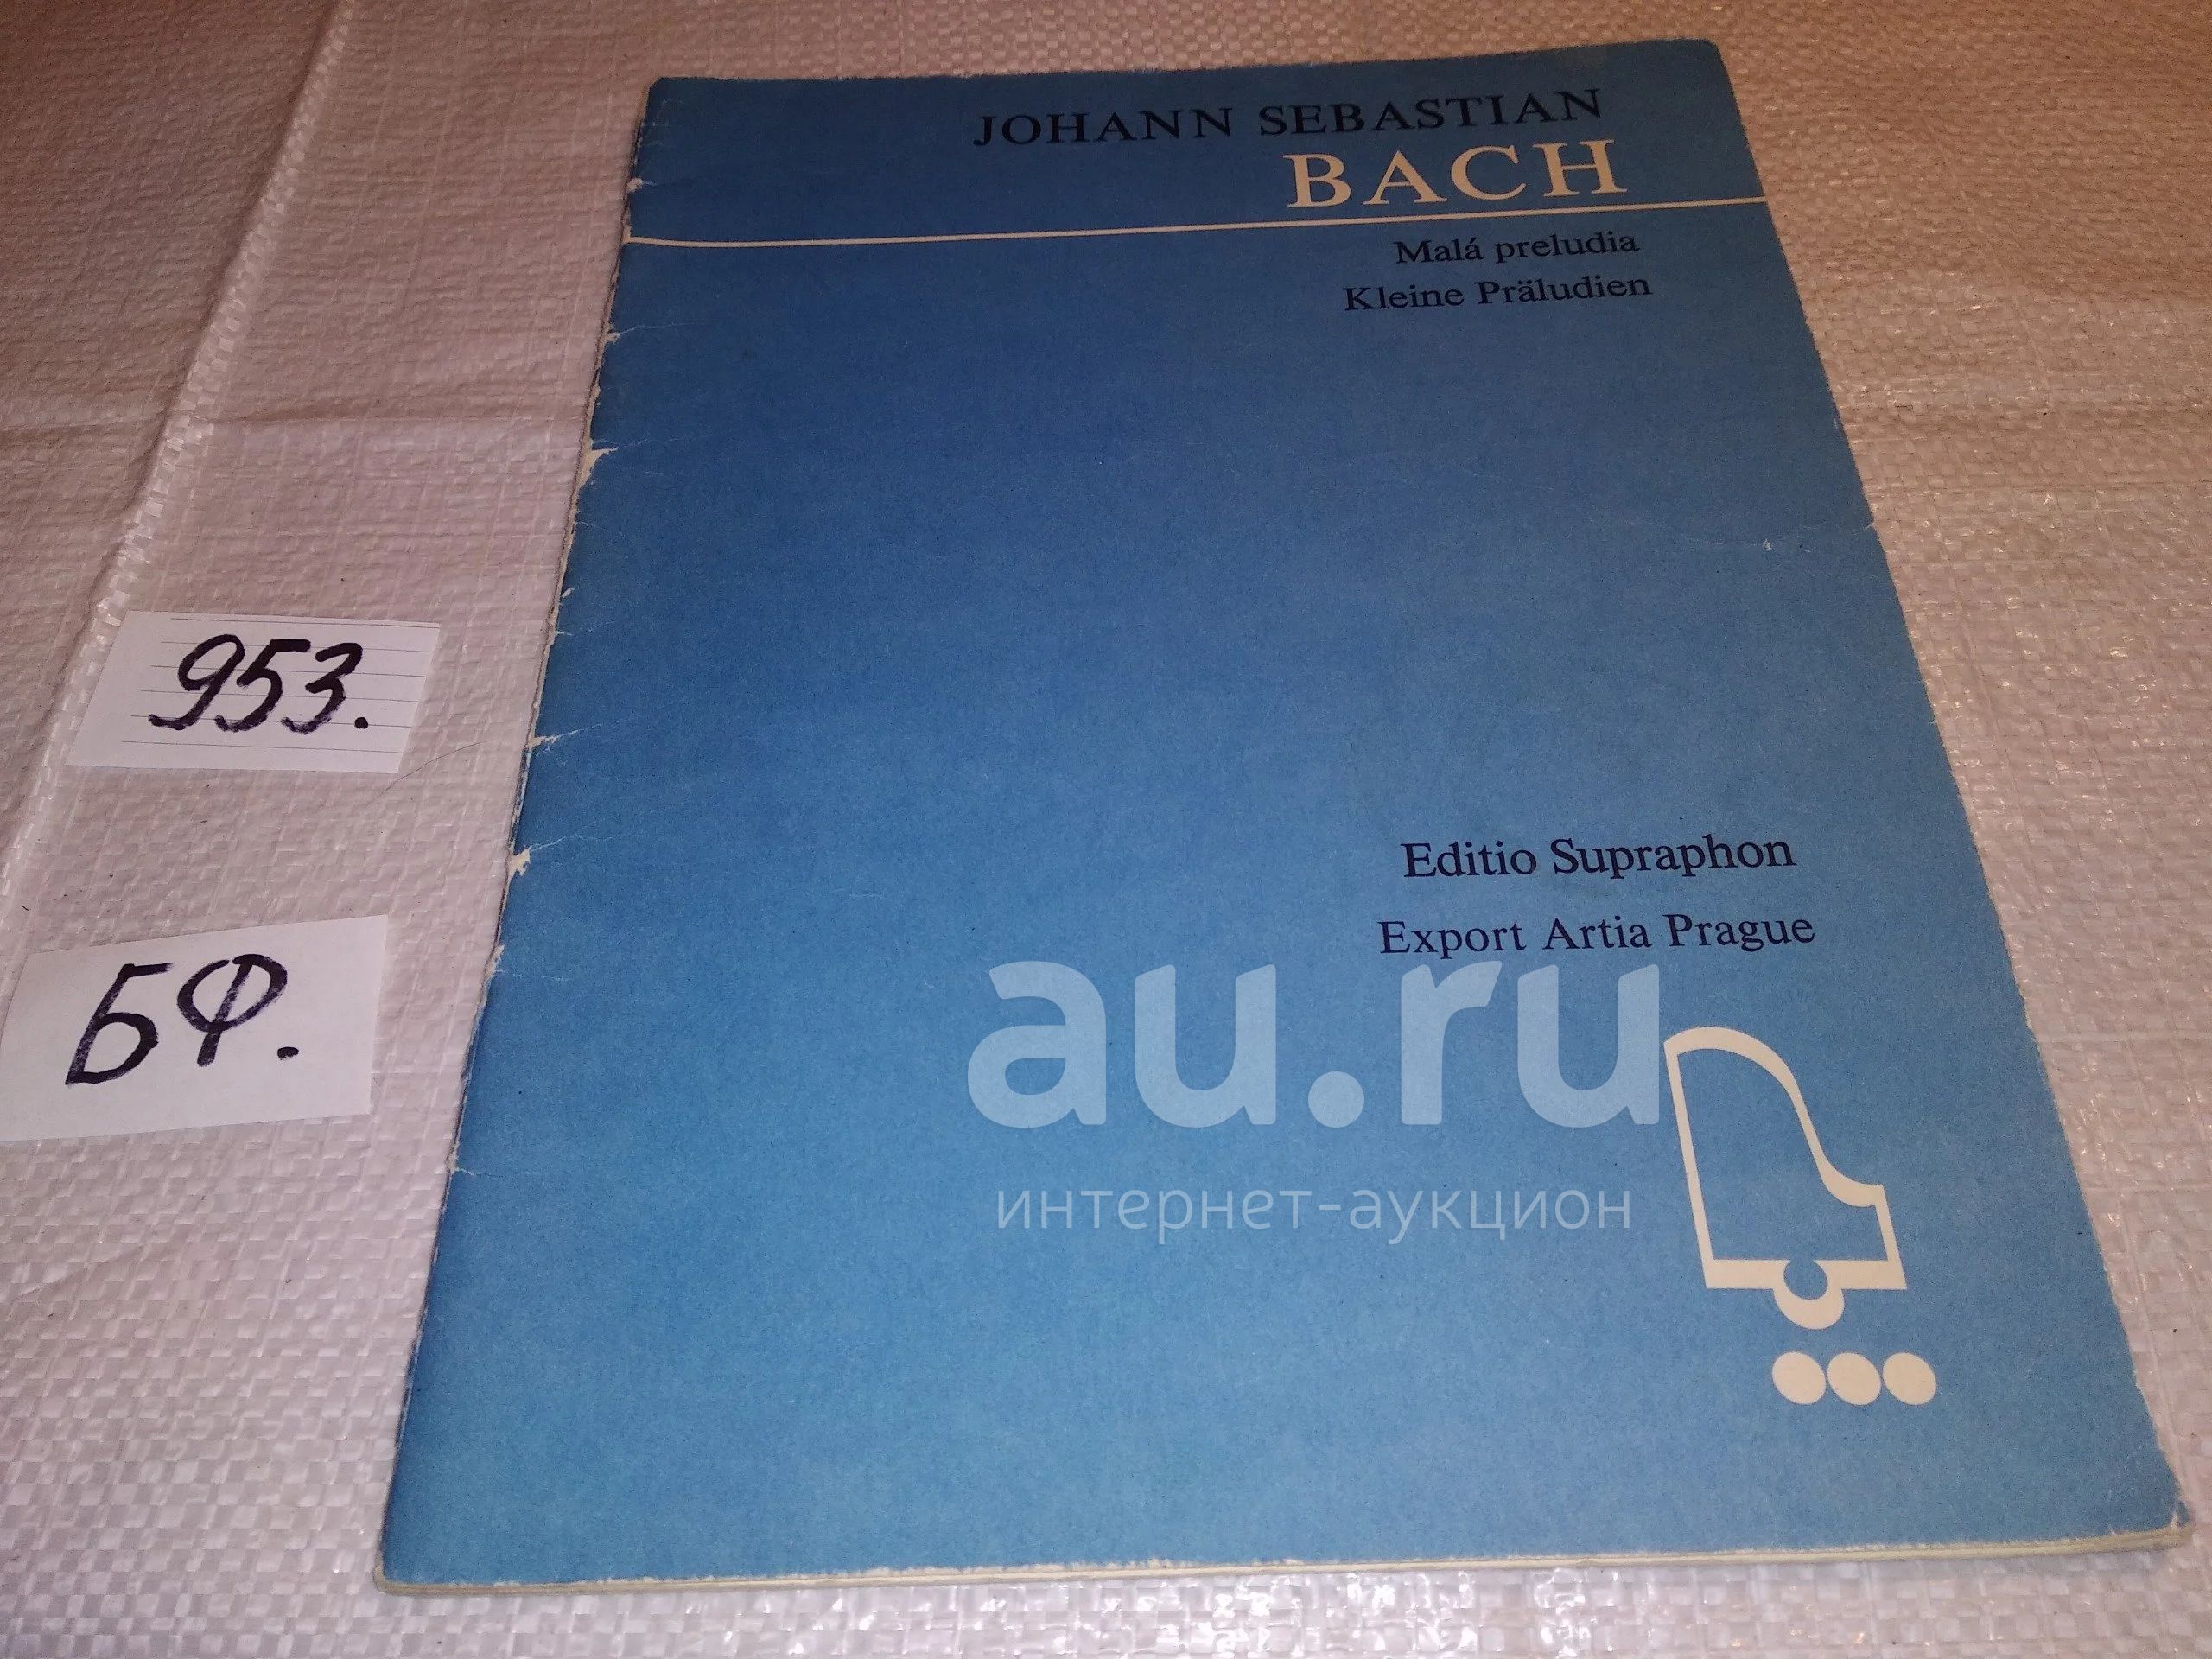 JOHANN SEBASTIAN
BACH
Malá preludia
Kleine Präludien
953.
БФ.
Editio Supraphon
Export Artia Prague
au.ru
интернет-аукцион